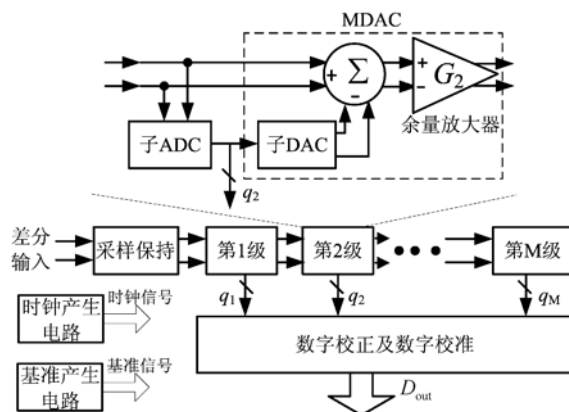 MDAC
+
Σ
-
+
-
G2
余量放大器
子ADC
子DAC
q2
差分
输入
采样保持
第1级
第2级
•••
第M级
q1
q2
qM
时钟产生
电路
时钟信号
数字校正及数字校准
基准产生
电路
基准信号
Dout